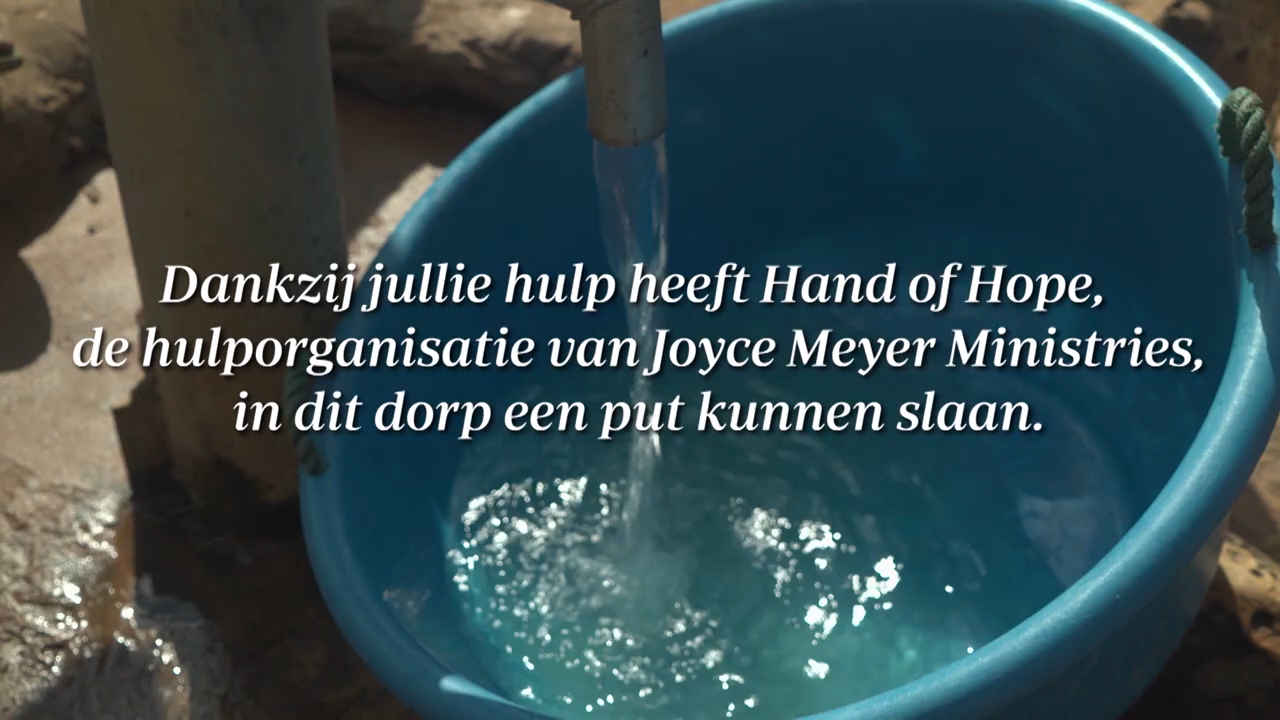 Dankzij jullie hulp heeft Hand of Hope,
de hulporganisatie van Joyce Meyer Ministries,
in dit dorp een put kunnen slaan.